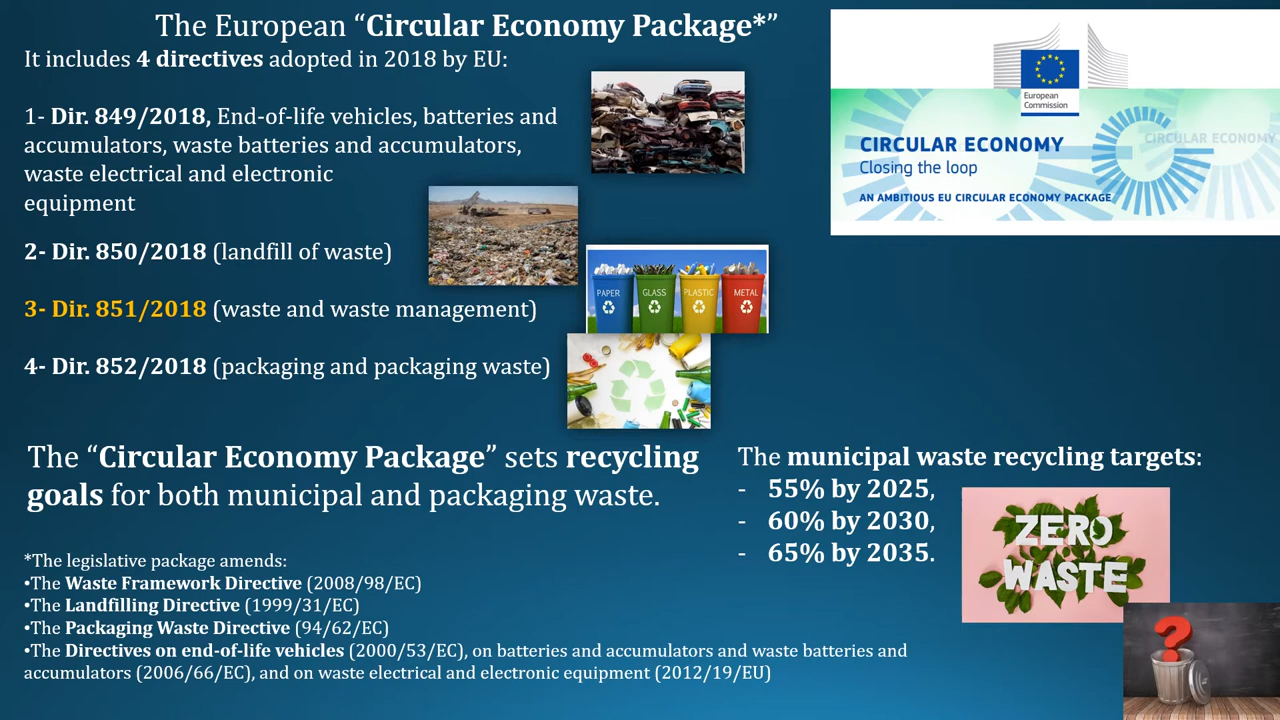 The European “Circular Economy Package*”
It includes 4 directives adopted in 2018 by EU:
1- Dir. 849/2018, End-of-life vehicles, batteries and
accumulators, waste batteries and accumulators,
waste electrical and electronic
equipment
2- Dir. 850/2018 (landfill of waste)
3- Dir. 851/2018 (waste and waste management)
4- Dir. 852/2018 (packaging and packaging waste)
PAPER
GLASS
PLASTIC
METAL
European
Commission
CIRCULAR ECONOMY
CIRCULAR ECONOMY
Closing the loop
AN AMBITIOUS EU CIRCULAR ECONOMY PACKAGE
The “Circular Economy Package” sets recycling
goals for both municipal and packaging waste.
The municipal waste recycling targets:
- 55% by 2025,
- 60% by 2030,
- 65% by 2035.
ZERO
WASTE
?
*The legislative package amends:
•The Waste Framework Directive (2008/98/EC)
•The Landfilling Directive (1999/31/EC)
•The Packaging Waste Directive (94/62/EC)
•The Directives on end-of-life vehicles (2000/53/EC), on batteries and accumulators and waste batteries and
accumulators (2006/66/EC), and on waste electrical and electronic equipment (2012/19/EU)